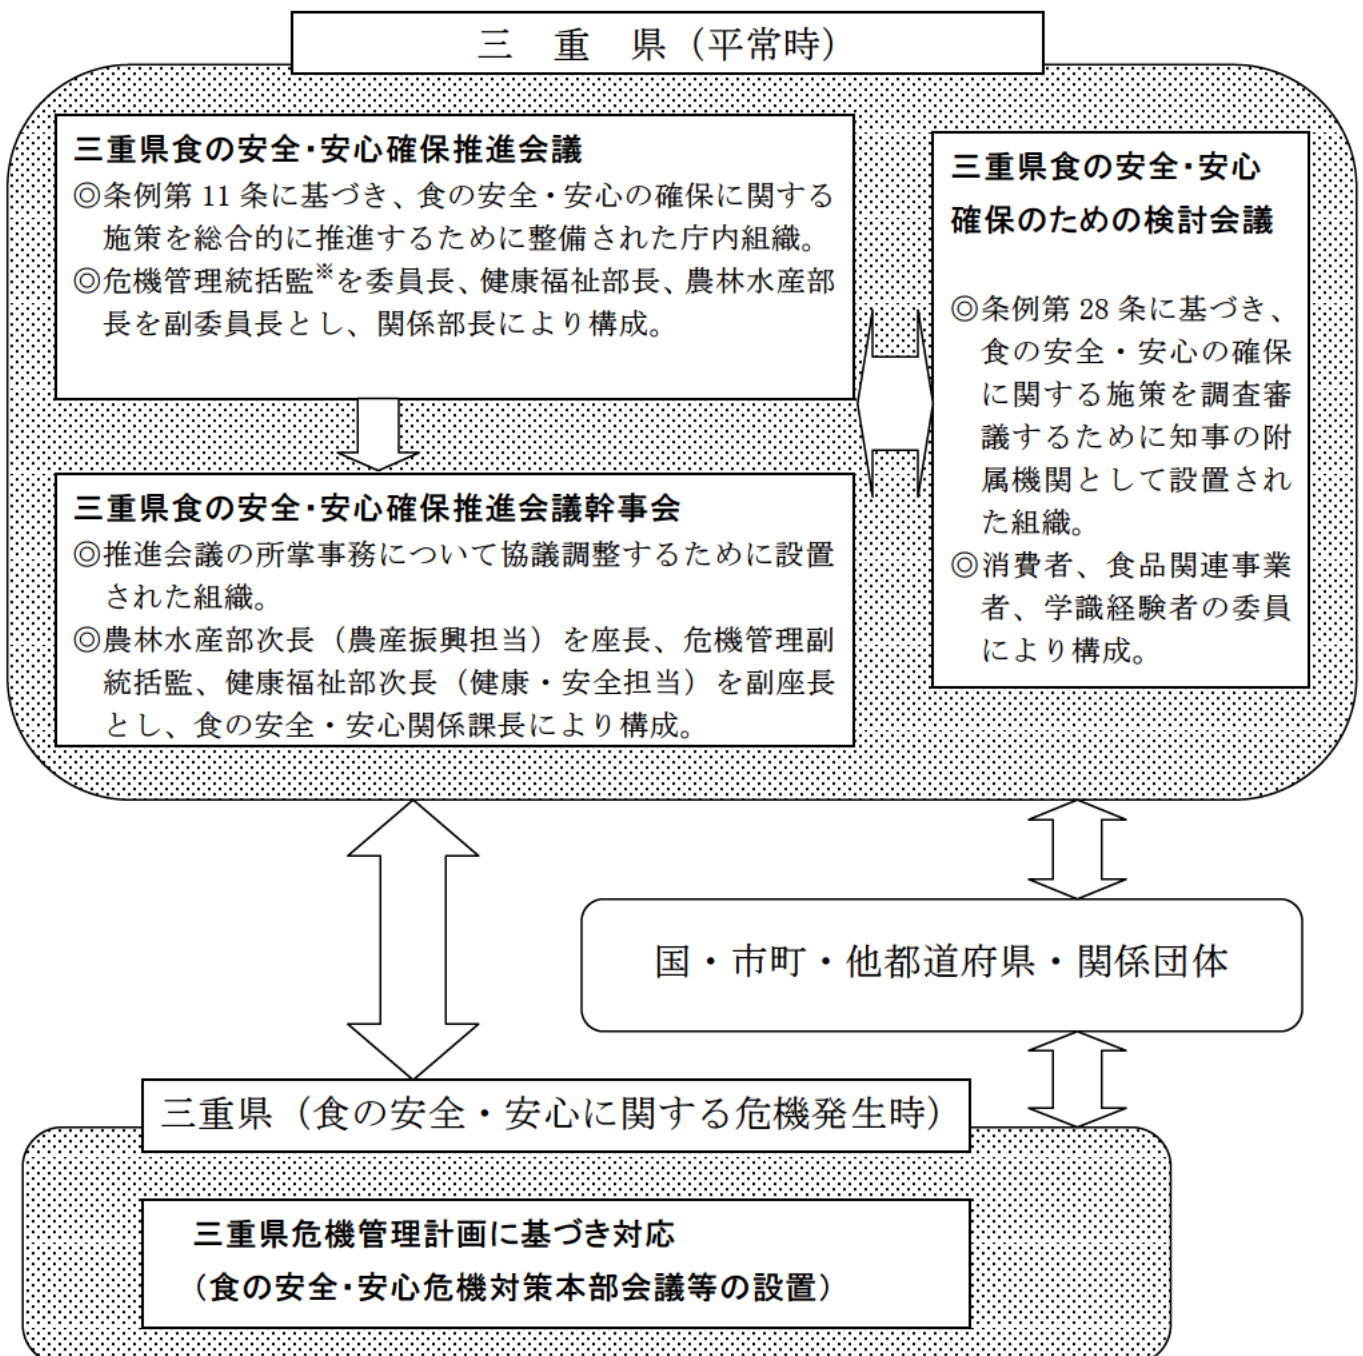 三 重 県（平常時）
三重県食の安全・安心確保推進会議
◎条例第 11 条に基づき、食の安全・安心の確保に関する
施策を総合的に推進するために整備された庁内組織。
◎危機管理統括監※を委員長、健康福祉部長、農林水産部
長を副委員長とし、関係部長により構成。
三重県食の安全・安心確保推進会議幹事会
◎推進会議の所掌事務について協議調整するために設置
された組織。
◎農林水産部次長（農産振興担当）を座長、危機管理副
統括監、健康福祉部次長（健康・安全担当）を副座長
とし、食の安全・安心関係課長により構成。
三重県食の安全・安心
確保のための検討会議
◎条例第 28 条に基づき、
食の安全・安心の確保
に関する施策を調査審
議するために知事の附
属機関として設置され
た組織。
◎消費者、食品関連事業
者、学識経験者の委員
により構成。
国・市町・他都道府県・関係団体
三重県（食の安全・安心に関する危機発生時）
三重県危機管理計画に基づき対応
（食の安全・安心危機対策本部会議等の設置）